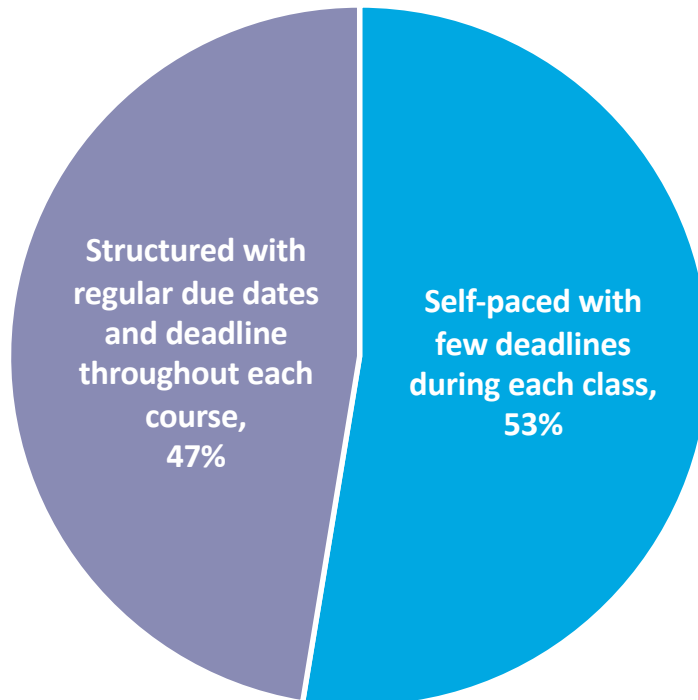 Structured with
regular due dates
and deadline
throughout each
course,
47%
Self-paced with
few deadlines
during each class,
53%